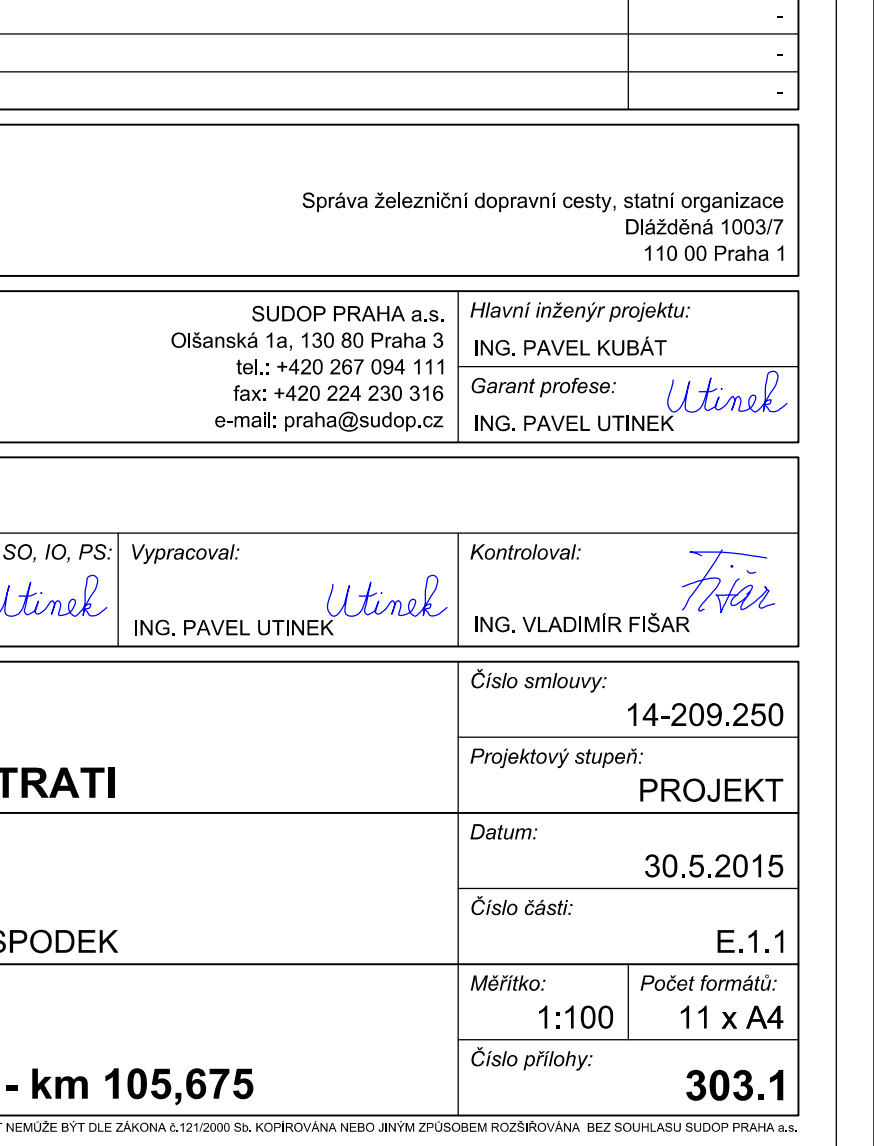 -
-
-
Správa železniční dopravní cesty, statní organizace
Dlážděná 1003/7
110 00 Praha 1
SUDOP PRAHA a.s.
Olšanská 1a, 130 80 Praha 3
tel.: +420 267 094 111
fax: +420 224 230 316
e-mail: praha@sudop.cz
Hlavní inženýr projektu:
ING. PAVEL KUBÁT
Garant profese:
Utinek
ING. PAVEL UTINEK
SO, IO, PS:
Utinek
Vypracoval:
Utinek
ING. PAVEL UTINEK
Kontroloval:
Fišar
ING. VLADIMÍR FIŠAR
Číslo smlouvy:
14-209.250
Projektový stupeň:
PROJEKT
TRATI
Datum:
30.5.2015
Číslo části:
E.1.1
SPODEK
Měřítko:
1:100
Počet formátů:
11 x A4
Číslo přílohy:
303.1
- km 105,675
T NEMŮŽE BÝT DLE ZÁKONA č.121/2000 Sb. KOPÍROVÁNA NEBO JINÝM ZPŮSOBEM ROZŠIŘOVÁNA BEZ SOUHLASU SUDOP PRAHA a.s.